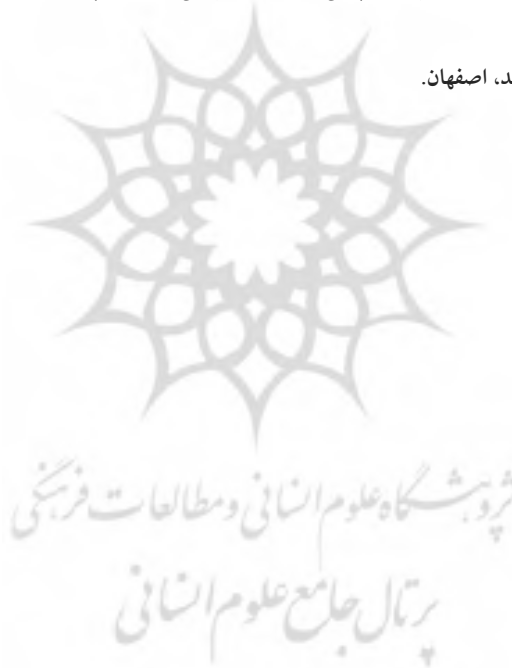 د، اصفهان.
پژوهشگاه علوم انسانی و مطالعات فرهنگی
پرتال جامع علوم انسانی